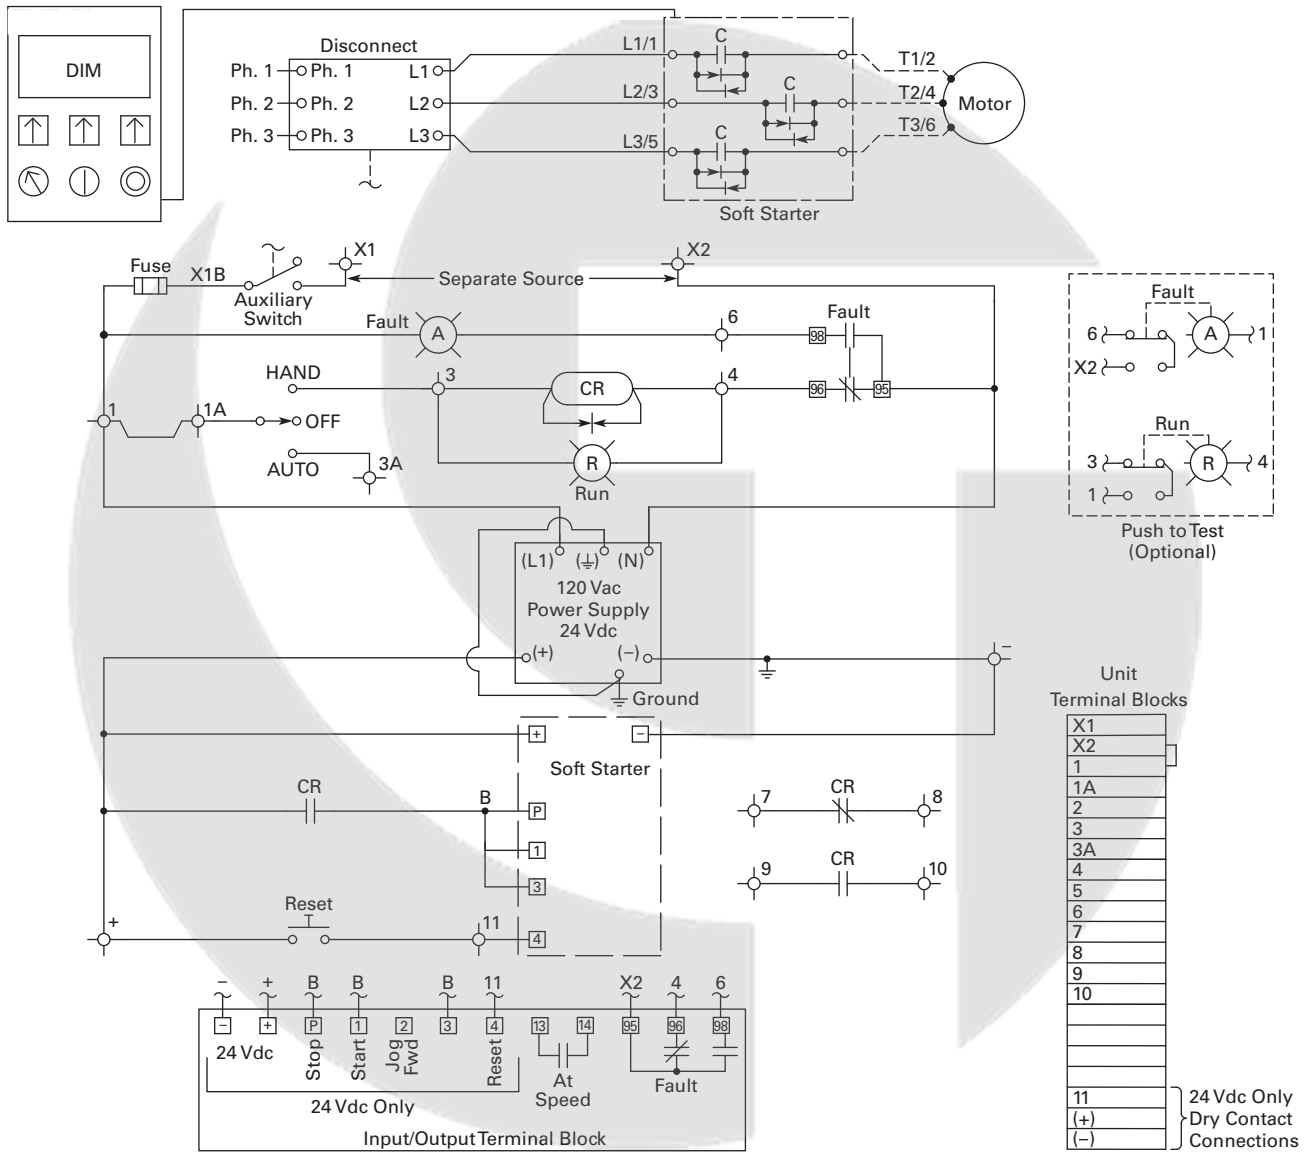 DIM
Disconnect
Ph. 1 Ph. 1 L1
Ph. 2 Ph. 2 L2
Ph. 3 Ph. 3 L3
L1/1 C T1/2
L2/3 C T2/4
Motor
L3/5 C T3/6
Soft Starter
Fuse X1B X1 X2
Auxiliary
Switch
Separate Source
Fault A 6 98 Fault
HAND 3 CR 4 96 95
1 1A OFF
AUTO 3A R
Run
Fault
6 A 1
X2
Run
3 R 4
1
Push to Test
(Optional)
(L1) (N)
120 Vac
Power Supply
24 Vdc
(+) (−) −
Ground
+ −
Soft Starter
CR B P
1
3
Reset
+ 11 4
7 CR 8
9 CR 10
Unit
Terminal Blocks
X1
X2
1
1A
2
3
3A
4
5
6
7
8
9
10
11
(+)
(−)
24 Vdc Only
Dry Contact
Connections
− + B B B 11 X2 4 6
− + P 1 2 3 4 13 14 95 96 98
24 Vdc
Stop
Start
Jog
Fwd
Reset
At
Speed
Fault
24 Vdc Only
Input/Output Terminal Block